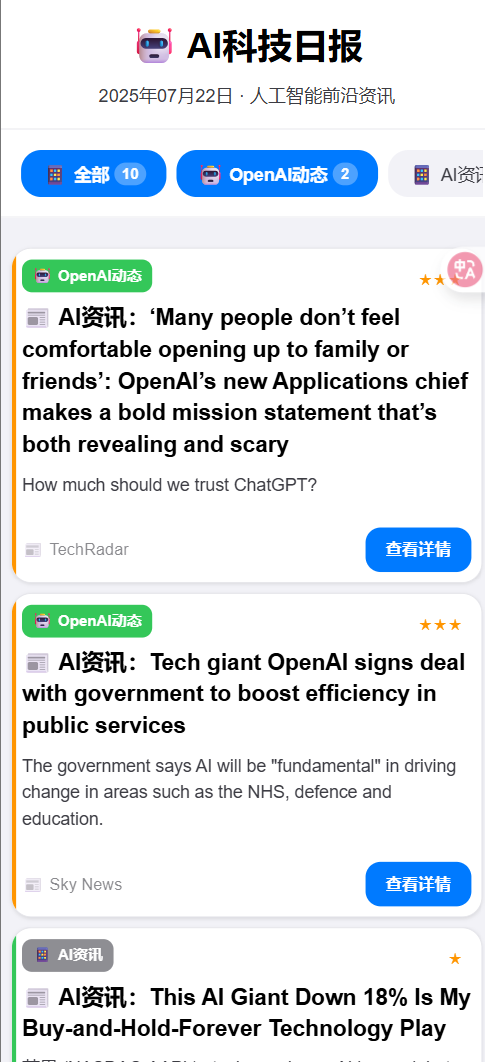 AI科技日报
2025年07月22日 · 人工智能前沿资讯
全部 10 OpenAI动态 2 AI资
OpenAI动态
AI资讯：‘Many people don’t feel
comfortable opening up to family or
friends’: OpenAI’s new Applications chief
makes a bold mission statement that’s
both revealing and scary
How much should we trust ChatGPT?
TechRadar 查看详情
OpenAI动态 ★★★
AI资讯：Tech giant OpenAI signs deal
with government to boost efficiency in
public services
The government says AI will be "fundamental" in driving
change in areas such as the NHS, defence and
education.
Sky News 查看详情
AI资讯 ★
AI资讯：This AI Giant Down 18% Is My
Buy-and-Hold-Forever Technology Play